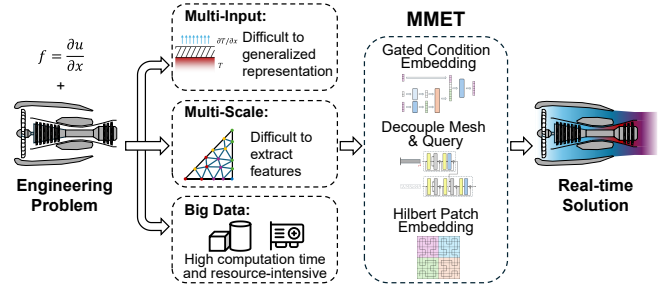 f = ∂u/∂x
+
Engineering
Problem
Multi-Input:
∂T/∂x
T
Difficult to
generalized
representation
Multi-Scale:
Difficult to
extract
features
Big Data:
High computation time
and resource-intensive
MMET
Gated Condition
Embedding
Decouple Mesh
& Query
Hilbert Patch
Embedding
Real-time
Solution